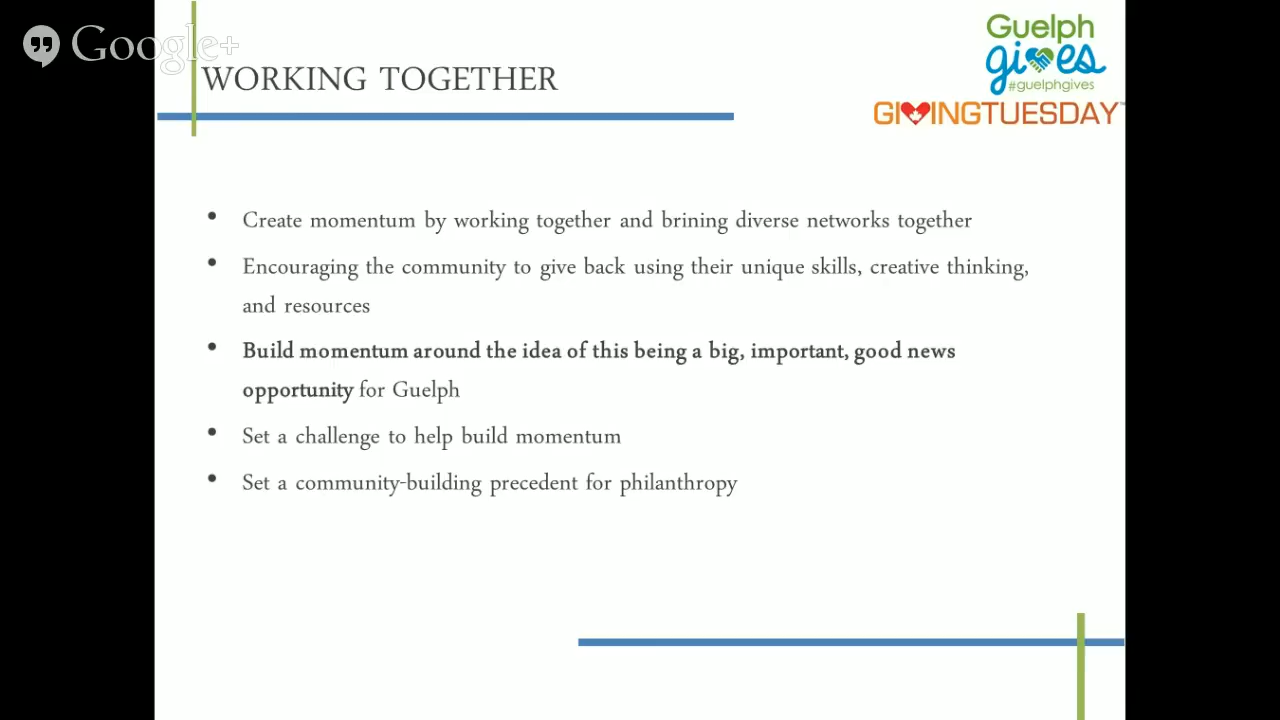 Google+
WORKING TOGETHER
Guelph
gives
#guelphgives
GIVINGTUESDAY™
• Create momentum by working together and brining diverse networks together
• Encouraging the community to give back using their unique skills, creative thinking,
and resources
• Build momentum around the idea of this being a big, important, good news
opportunity for Guelph
• Set a challenge to help build momentum
• Set a community-building precedent for philanthropy